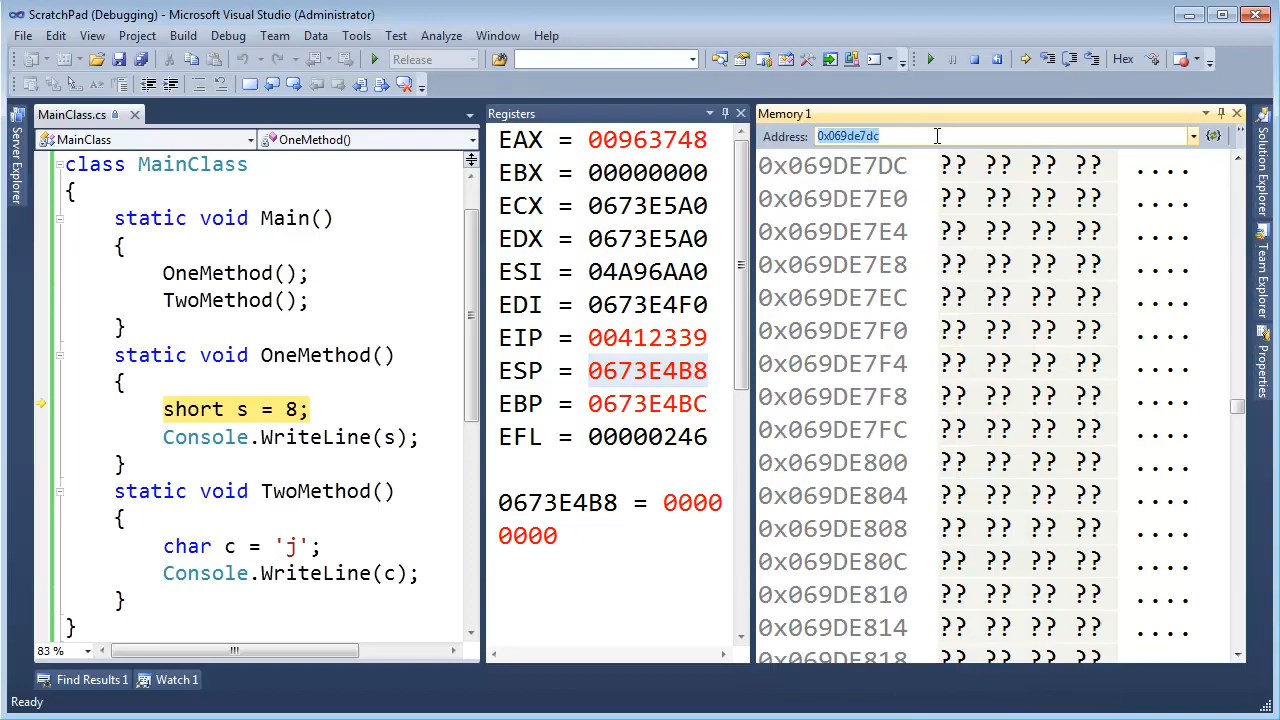 ScratchPad (Debugging) - Microsoft Visual Studio (Administrator)
File Edit View Project Build Debug Team Data Tools Test Analyze Window Help
Release
Hex
MainClass.cs
MainClass
OneMethod()
class MainClass
{
static void Main()
{
OneMethod();
TwoMethod();
}
static void OneMethod()
{
short s = 8;
Console.WriteLine(s);
}
static void TwoMethod()
{
char c = 'j';
Console.WriteLine(c);
}
}
83 %
Server Explorer
Registers
EAX = 00963748
EBX = 00000000
ECX = 0673E5A0
EDX = 0673E5A0
ESI = 04A96AA0
EDI = 0673E4F0
EIP = 00412339
ESP = 0673E4B8
EBP = 0673E4BC
EFL = 00000246
0673E4B8 = 0000
0000
Memory 1
Address: 0x069de7dc
0x069DE7DC ?? ?? ?? ?? ....
0x069DE7E0 ?? ?? ?? ?? ....
0x069DE7E4 ?? ?? ?? ?? ....
0x069DE7E8 ?? ?? ?? ?? ....
0x069DE7EC ?? ?? ?? ?? ....
0x069DE7F0 ?? ?? ?? ?? ....
0x069DE7F4 ?? ?? ?? ?? ....
0x069DE7F8 ?? ?? ?? ?? ....
0x069DE7FC ?? ?? ?? ?? ....
0x069DE800 ?? ?? ?? ?? ....
0x069DE804 ?? ?? ?? ?? ....
0x069DE808 ?? ?? ?? ?? ....
0x069DE80C ?? ?? ?? ?? ....
0x069DE810 ?? ?? ?? ?? ....
0x069DE814 ?? ?? ?? ?? ....
0x069DE818 ?? ?? ?? ?? ....
Solution Explorer
Team Explorer
Properties
Find Results 1 Watch 1
Ready